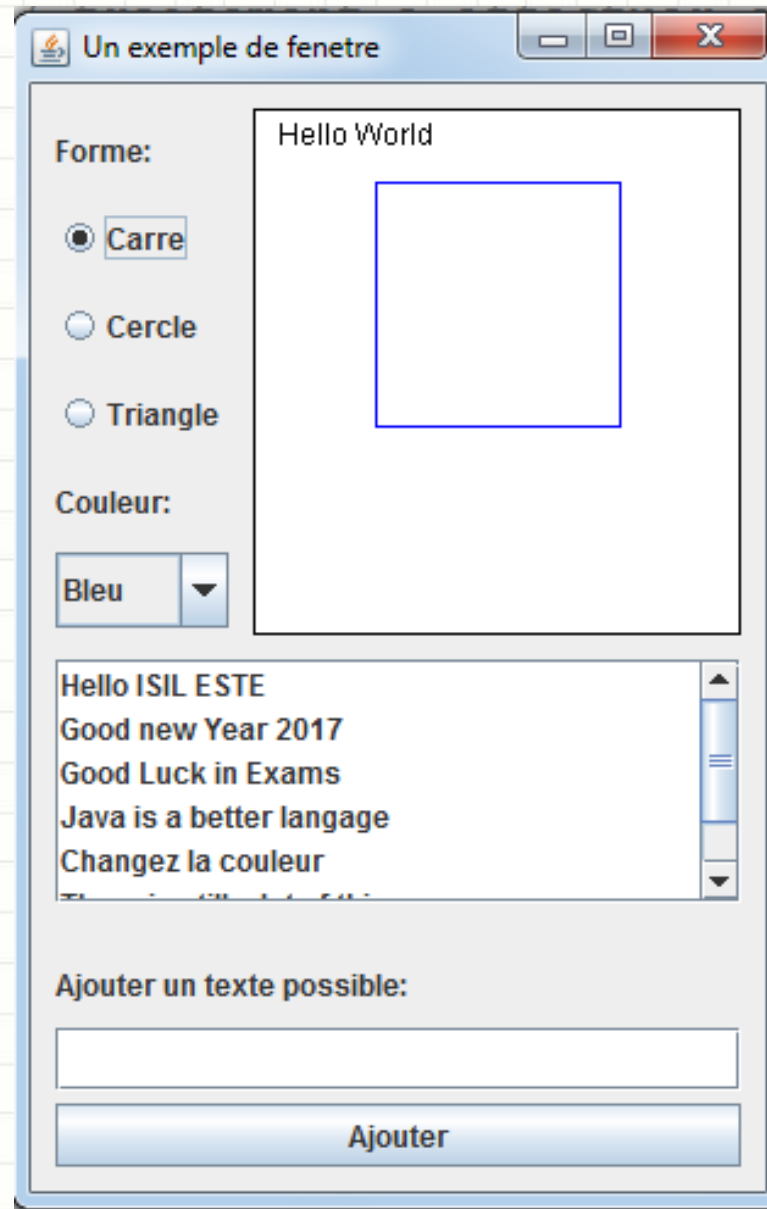 Un exemple de fenetre
Forme:
Hello World
Carre
Cercle
Triangle
Couleur:
Bleu
Hello ISIL ESTE
Good new Year 2017
Good Luck in Exams
Java is a better langage
Changez la couleur
Ajouter un texte possible:
Ajouter